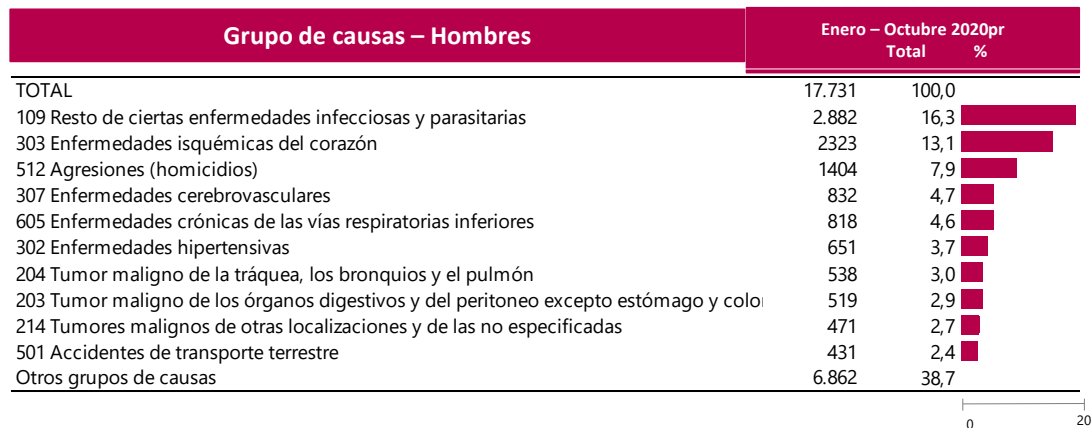 Grupo de causas – Hombres
Enero – Octubre 2020pr
Total %
TOTAL 17.731 100,0
109 Resto de ciertas enfermedades infecciosas y parasitarias 2.882 16,3
303 Enfermedades isquémicas del corazón 2323 13,1
512 Agresiones (homicidios) 1404 7,9
307 Enfermedades cerebrovasculares 832 4,7
605 Enfermedades crónicas de las vías respiratorias inferiores 818 4,6
302 Enfermedades hipertensivas 651 3,7
204 Tumor maligno de la tráquea, los bronquios y el pulmón 538 3,0
203 Tumor maligno de los órganos digestivos y del peritoneo excepto estómago y colo 519 2,9
214 Tumores malignos de otras localizaciones y de las no especificadas 471 2,7
501 Accidentes de transporte terrestre 431 2,4
Otros grupos de causas 6.862 38,7
0 20